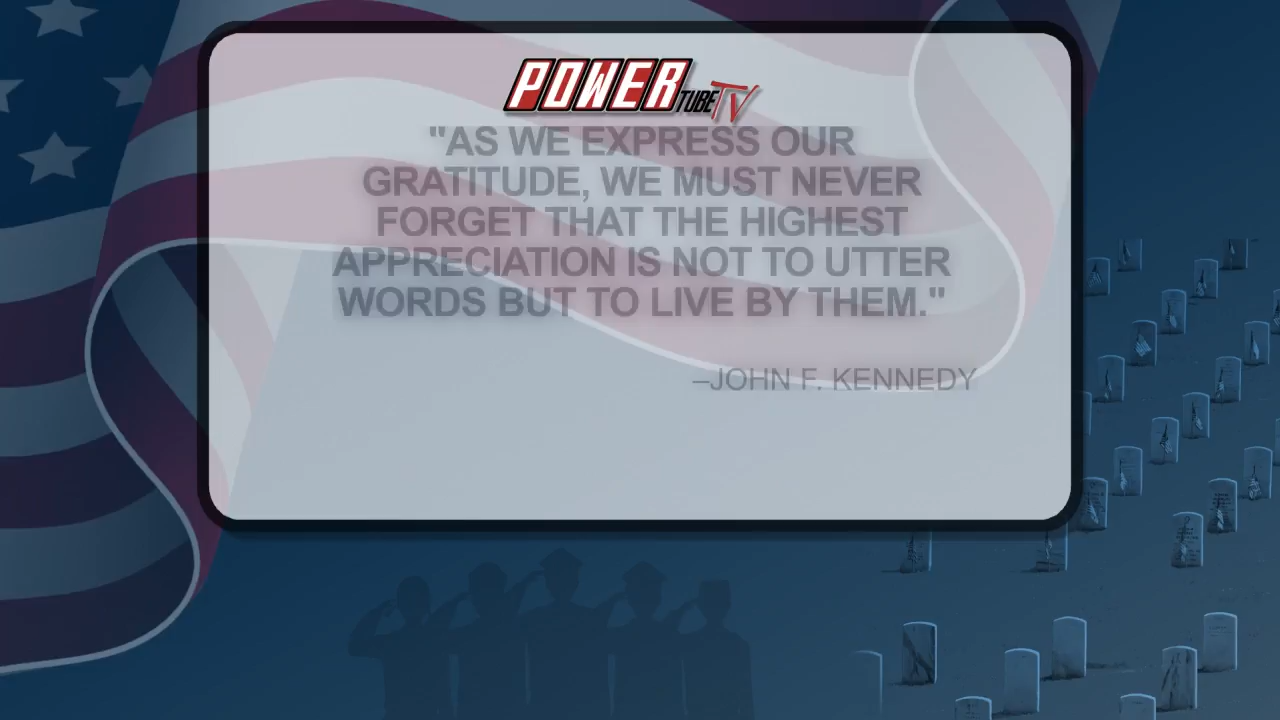 POWER TUBE TV
"AS WE EXPRESS OUR
GRATITUDE, WE MUST NEVER
FORGET THAT THE HIGHEST
APPRECIATION IS NOT TO UTTER
WORDS BUT TO LIVE BY THEM."
–JOHN F. KENNEDY